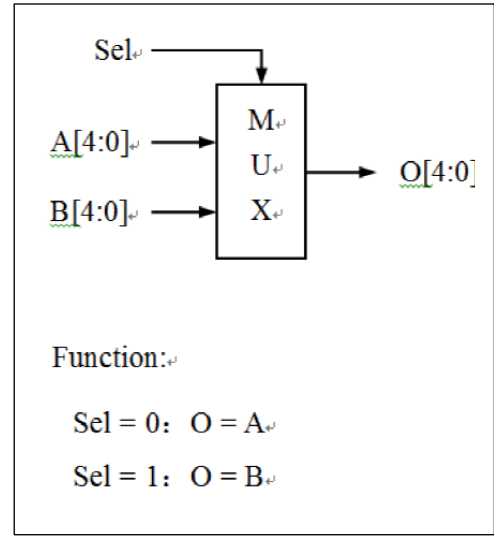 Sel
M
A[4:0]
U
O[4:0]
B[4:0]
X
Function:
Sel = 0：O = A
Sel = 1：O = B